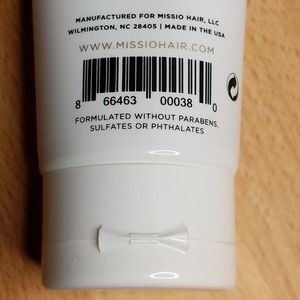 MANUFACTURED FOR MISSIO HAIR, LLC
WILMINGTON, NC 28405 | MADE IN THE USA
WWW.MISSIOHAIR.COM
8 66463 00038 0
FORMULATED WITHOUT PARABENS,
SULFATES OR PHTHALATES